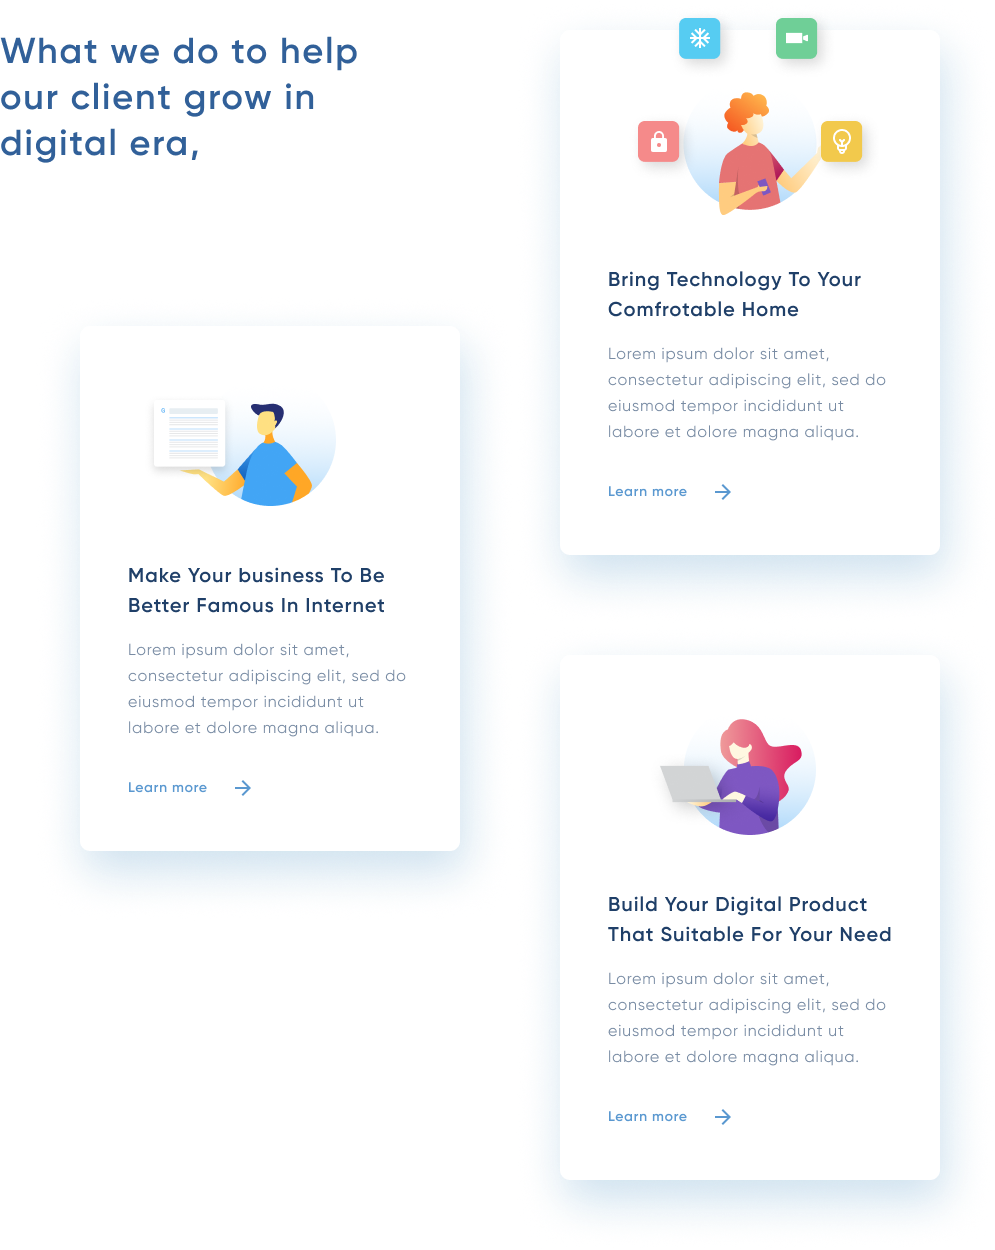 What we do to help
our client grow in
digital era,
Bring Technology To Your
Comfrotable Home
Lorem ipsum dolor sit amet,
consectetur adipiscing elit, sed do
eiusmod tempor incididunt ut
labore et dolore magna aliqua.
Learn more
Make Your business To Be
Better Famous In Internet
Lorem ipsum dolor sit amet,
consectetur adipiscing elit, sed do
eiusmod tempor incididunt ut
labore et dolore magna aliqua.
Learn more
Build Your Digital Product
That Suitable For Your Need
Lorem ipsum dolor sit amet,
consectetur adipiscing elit, sed do
eiusmod tempor incididunt ut
labore et dolore magna aliqua.
Learn more